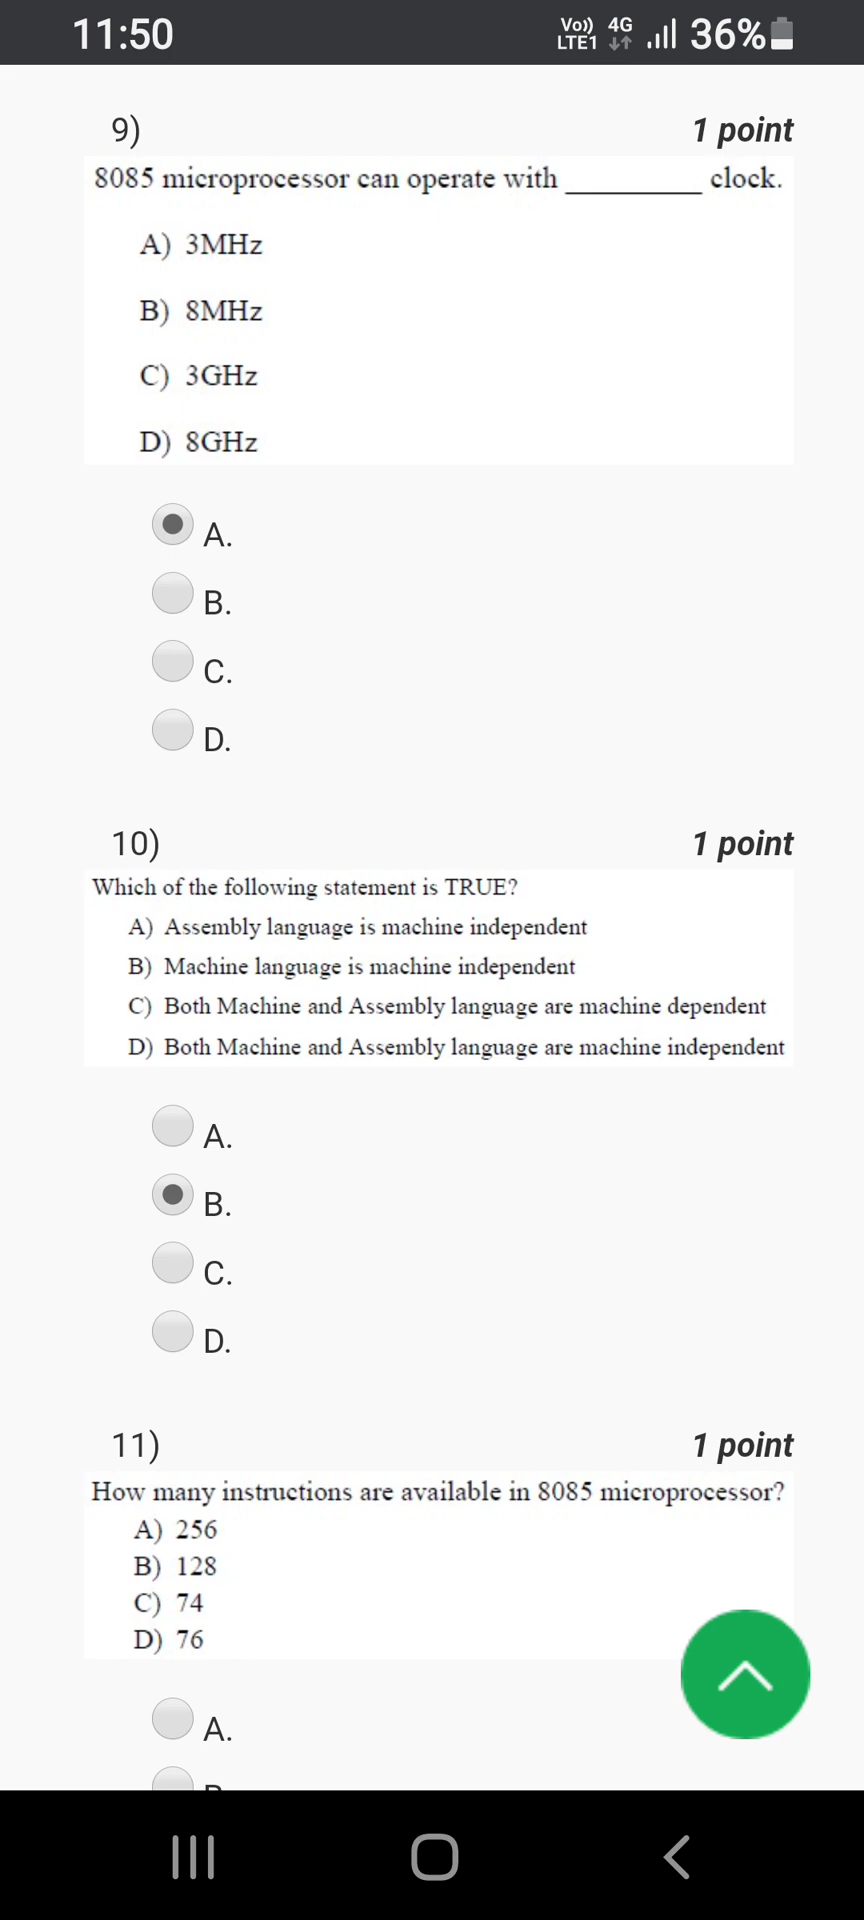 11:50 Vo)) LTE1 4G 36%
9) 1 point
8085 microprocessor can operate with _________ clock.
A) 3MHz
B) 8MHz
C) 3GHz
D) 8GHz
A.
B.
C.
D.
10) 1 point
Which of the following statement is TRUE?
A) Assembly language is machine independent
B) Machine language is machine independent
C) Both Machine and Assembly language are machine dependent
D) Both Machine and Assembly language are machine independent
A.
B.
C.
D.
11) 1 point
How many instructions are available in 8085 microprocessor?
A) 256
B) 128
C) 74
D) 76
A.